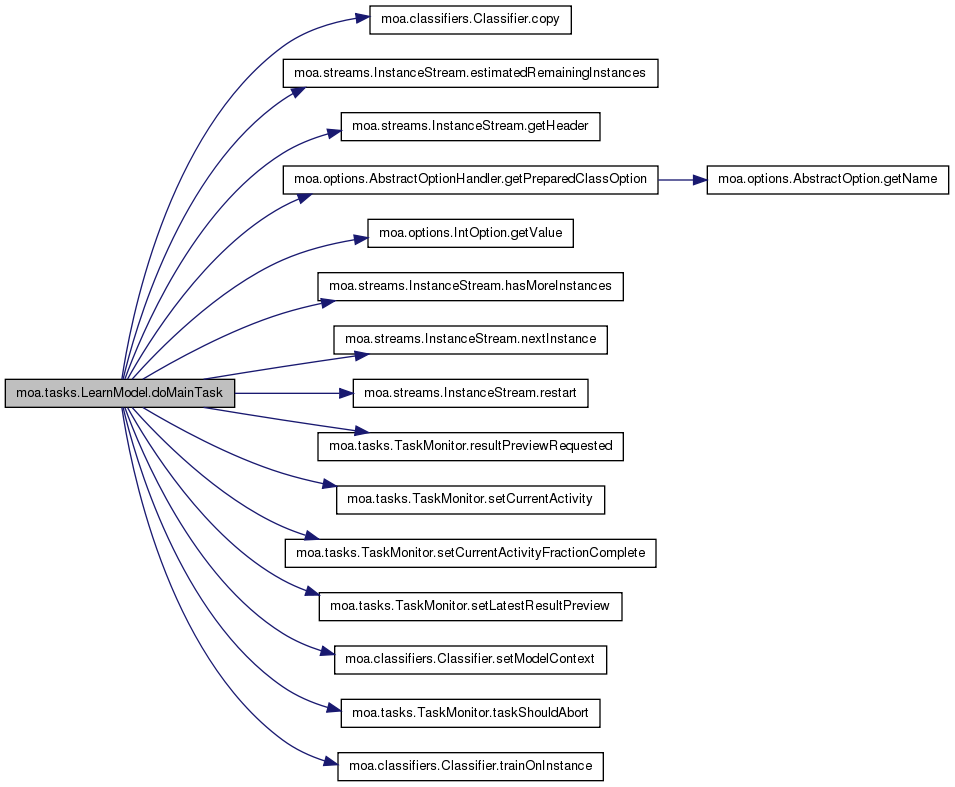 moa.classifiers.Classifier.copy
moa.streams.InstanceStream.estimatedRemainingInstances
moa.streams.InstanceStream.getHeader
moa.options.AbstractOptionHandler.getPreparedClassOption
moa.options.AbstractOption.getName
moa.options.IntOption.getValue
moa.streams.InstanceStream.hasMoreInstances
moa.streams.InstanceStream.nextInstance
moa.tasks.LearnModel.doMainTask
moa.streams.InstanceStream.restart
moa.tasks.TaskMonitor.resultPreviewRequested
moa.tasks.TaskMonitor.setCurrentActivity
moa.tasks.TaskMonitor.setCurrentActivityFractionComplete
moa.tasks.TaskMonitor.setLatestResultPreview
moa.classifiers.Classifier.setModelContext
moa.tasks.TaskMonitor.taskShouldAbort
moa.classifiers.Classifier.trainOnInstance